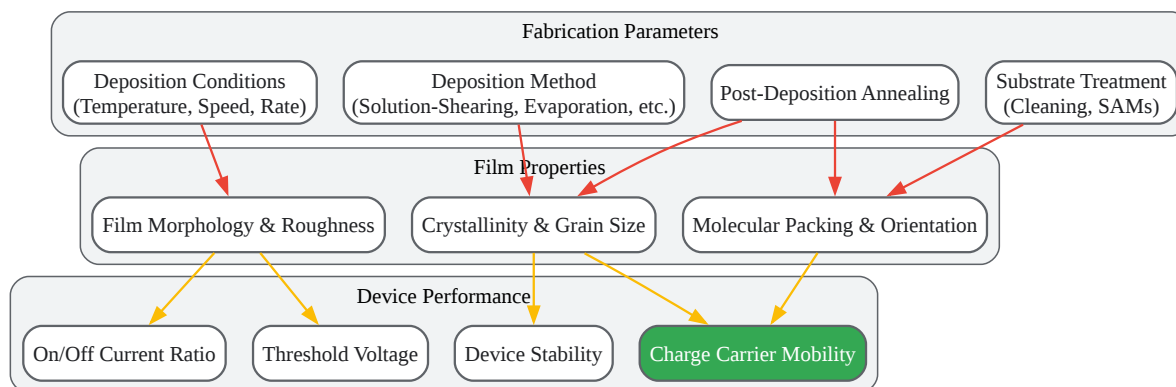 Fabrication Parameters
Deposition Conditions
(Temperature, Speed, Rate)
Deposition Method
(Solution-Shearing, Evaporation, etc.)
Post-Deposition Annealing
Substrate Treatment
(Cleaning, SAMs)
Film Properties
Film Morphology & Roughness
Crystallinity & Grain Size
Molecular Packing & Orientation
Device Performance
On/Off Current Ratio
Threshold Voltage
Device Stability
Charge Carrier Mobility